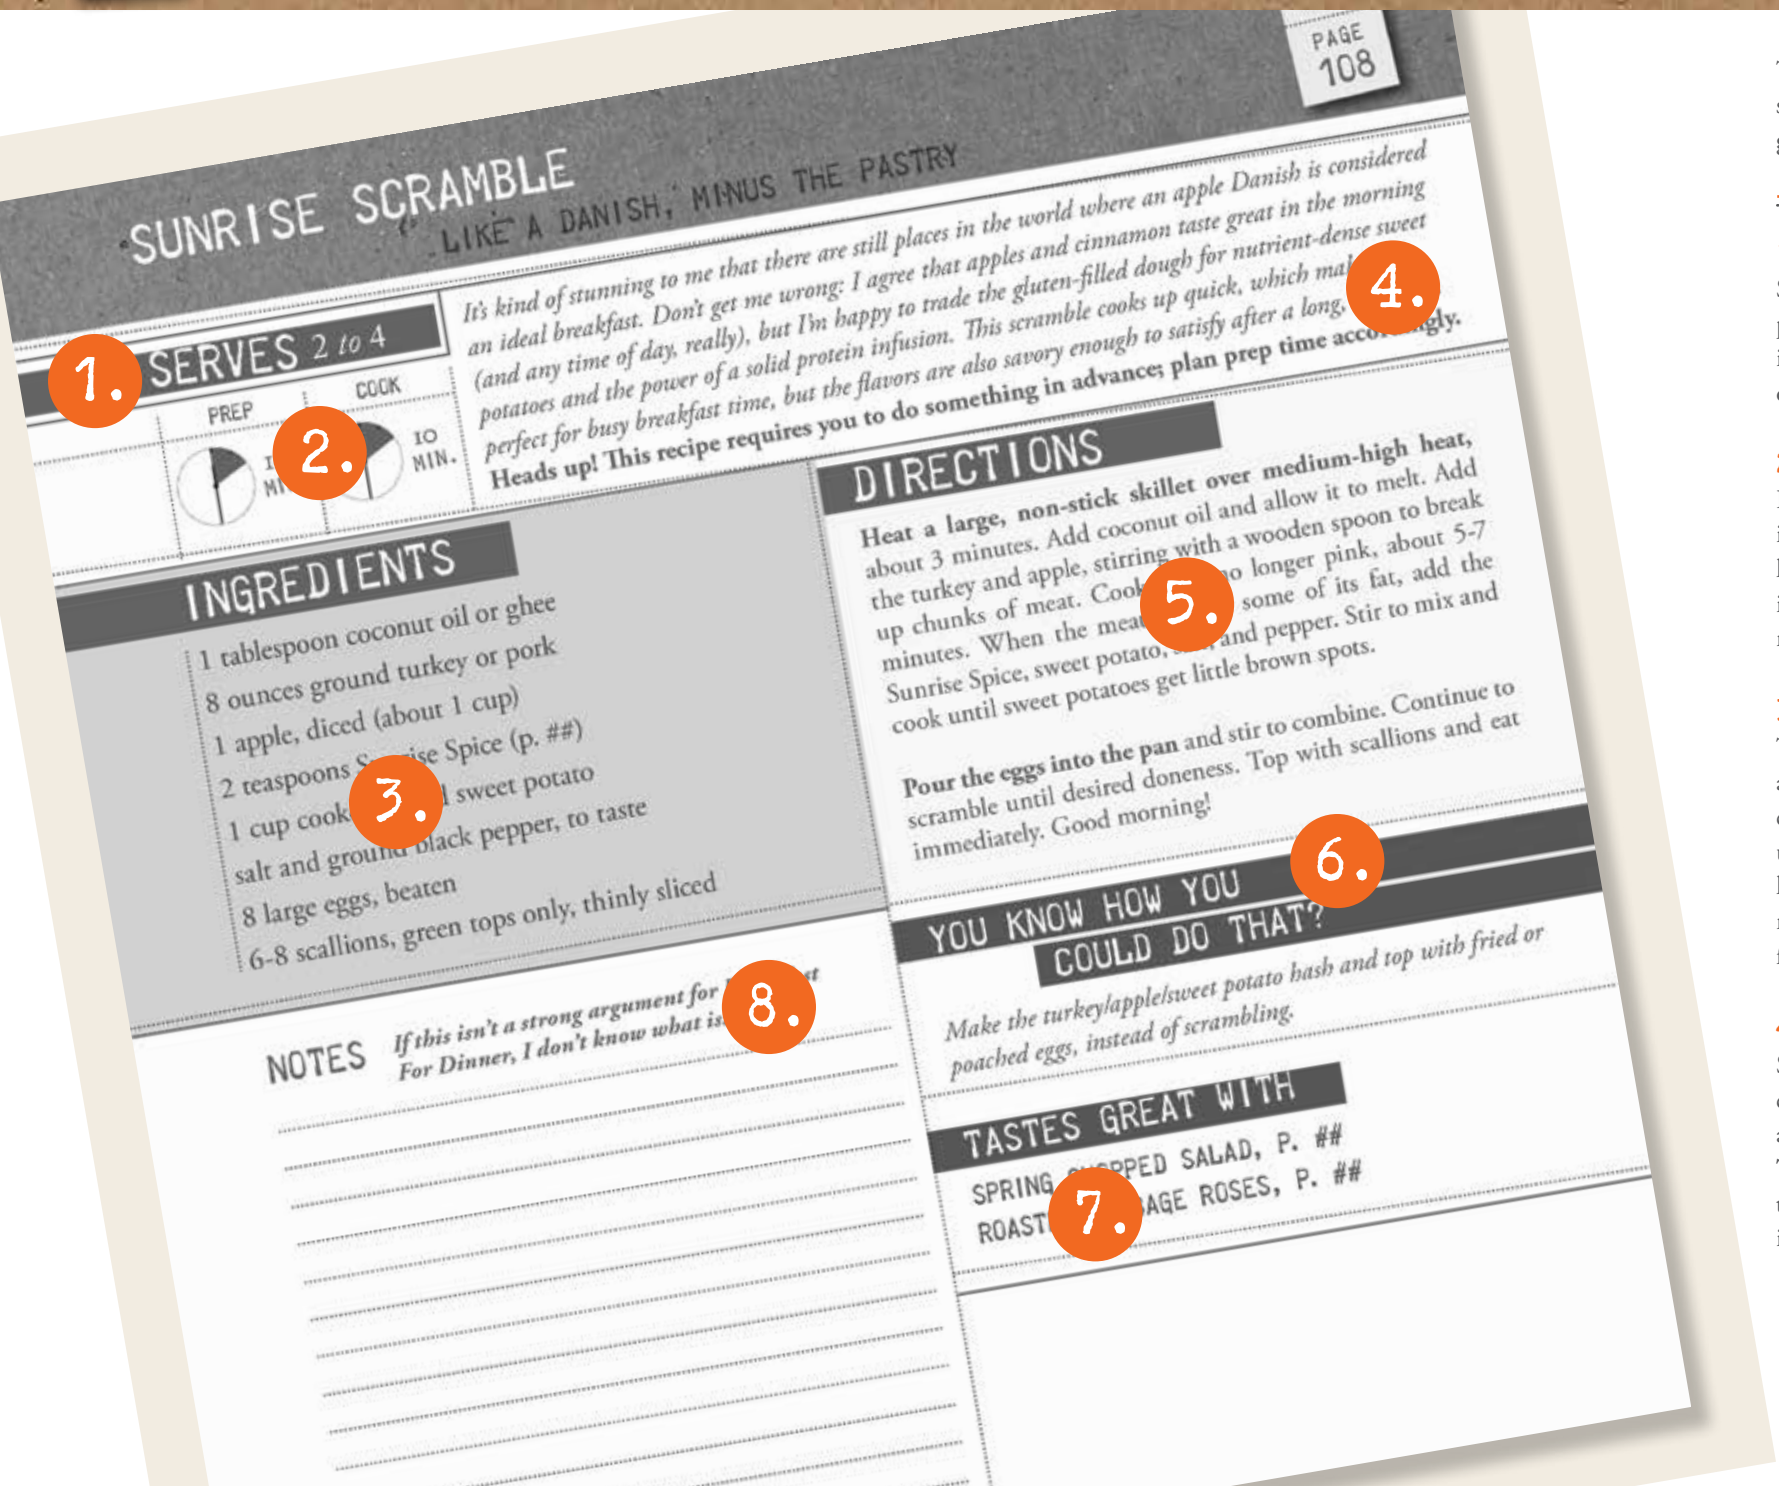 PAGE
108
SUNRISE SCRAMBLE
LIKE A DANISH, MINUS THE PASTRY
1. SERVES 2 to 4
PREP
COOK
2.
10
MIN.
It's kind of stunning to me that there are still places in the world where an apple Danish is considered
an ideal breakfast. Don't get me wrong: I agree that apples and cinnamon taste great in the morning
(and any time of day, really), but I'm happy to trade the gluten-filled dough for nutrient-dense sweet
potatoes and the power of a solid protein infusion. This scramble cooks up quick, which 4.
perfect for busy breakfast time, but the flavors are also savory enough to satisfy after a long,
Heads up! This recipe requires you to do something in advance; plan prep time accordingly.
INGREDIENTS
1 tablespoon coconut oil or ghee
8 ounces ground turkey or pork
1 apple, diced (about 1 cup)
2 teaspoons Sunrise Spice (p. ##)
1 cup 3. sweet potato
salt and ground black pepper, to taste
8 large eggs, beaten
6-8 scallions, green tops only, thinly sliced
DIRECTIONS
Heat a large, non-stick skillet over medium-high heat,
about 3 minutes. Add coconut oil and allow it to melt. Add
the turkey and apple, stirring with a wooden spoon to break
up chunks of meat. Cook 5. no longer pink, about 5-7
minutes. When the meat some of its fat, add the
Sunrise Spice, sweet potato, and pepper. Stir to mix and
cook until sweet potatoes get little brown spots.
Pour the eggs into the pan and stir to combine. Continue to
scramble until desired doneness. Top with scallions and eat
immediately. Good morning!
6.
YOU KNOW HOW YOU
COULD DO THAT?
Make the turkey/apple/sweet potato hash and top with fried or
poached eggs, instead of scrambling.
TASTES GREAT WITH
SPRING CHOPPED SALAD, P. ##
7. ROSES, P. ##
NOTES
If this isn't a strong argument for 8.
For Dinner, I don't know what is.